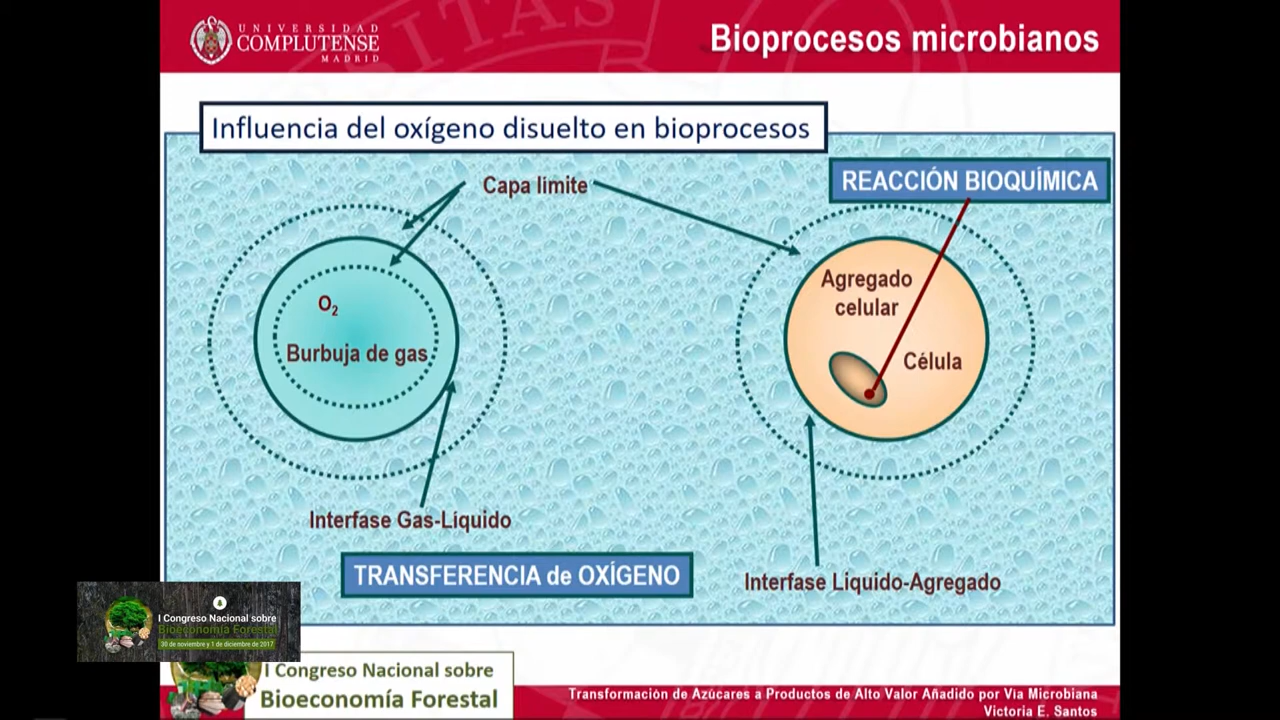 UNIVERSIDAD
COMPLUTENSE
MADRID
Bioprocesos microbianos
Influencia del oxígeno disuelto en bioprocesos
Capa límite
REACCIÓN BIOQUÍMICA
O₂
Burbuja de gas
Agregado
celular
Célula
Interfase Gas-Líquido
TRANSFERENCIA de OXÍGENO
Interfase Líquido-Agregado
I Congreso Nacional sobre
Bioeconomía Forestal
30 de noviembre y 1 de diciembre de 2017
I Congreso Nacional sobre
Bioeconomía Forestal
Transformación de Azúcares a Productos de Alto Valor Añadido por Vía Microbiana
Victoria E. Santos